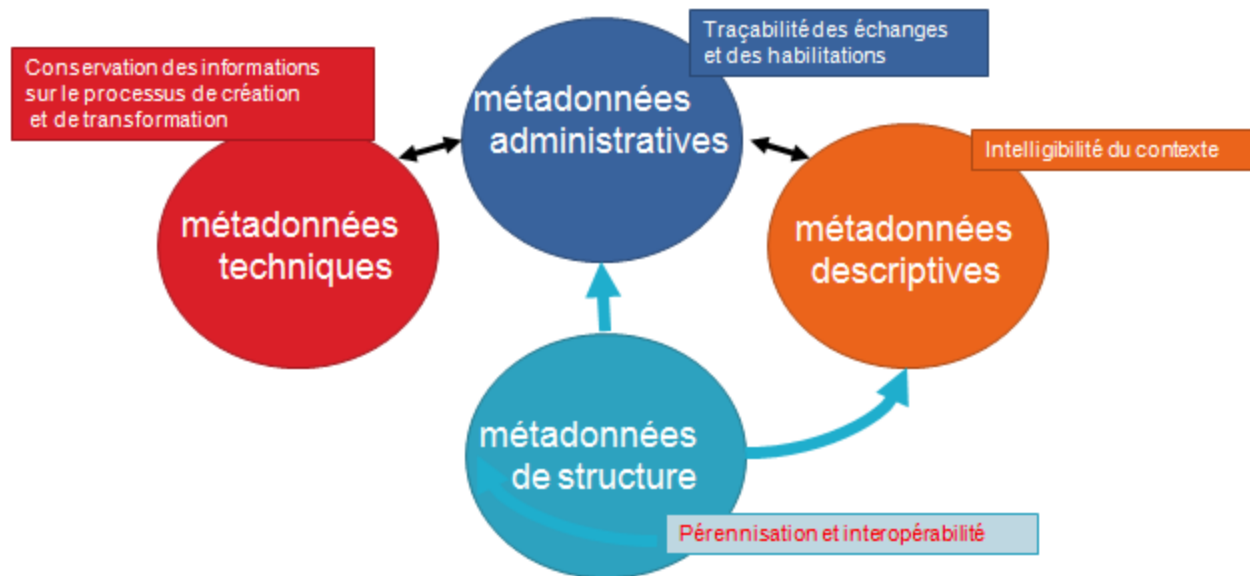 Traçabilité des échanges
et des habilitations
Conservation des informations
sur le processus de création
et de transformation
métadonnées
administratives
Intelligibilité du contexte
métadonnées
techniques
métadonnées
descriptives
métadonnées
de structure
Pérennisation et interopérabilité